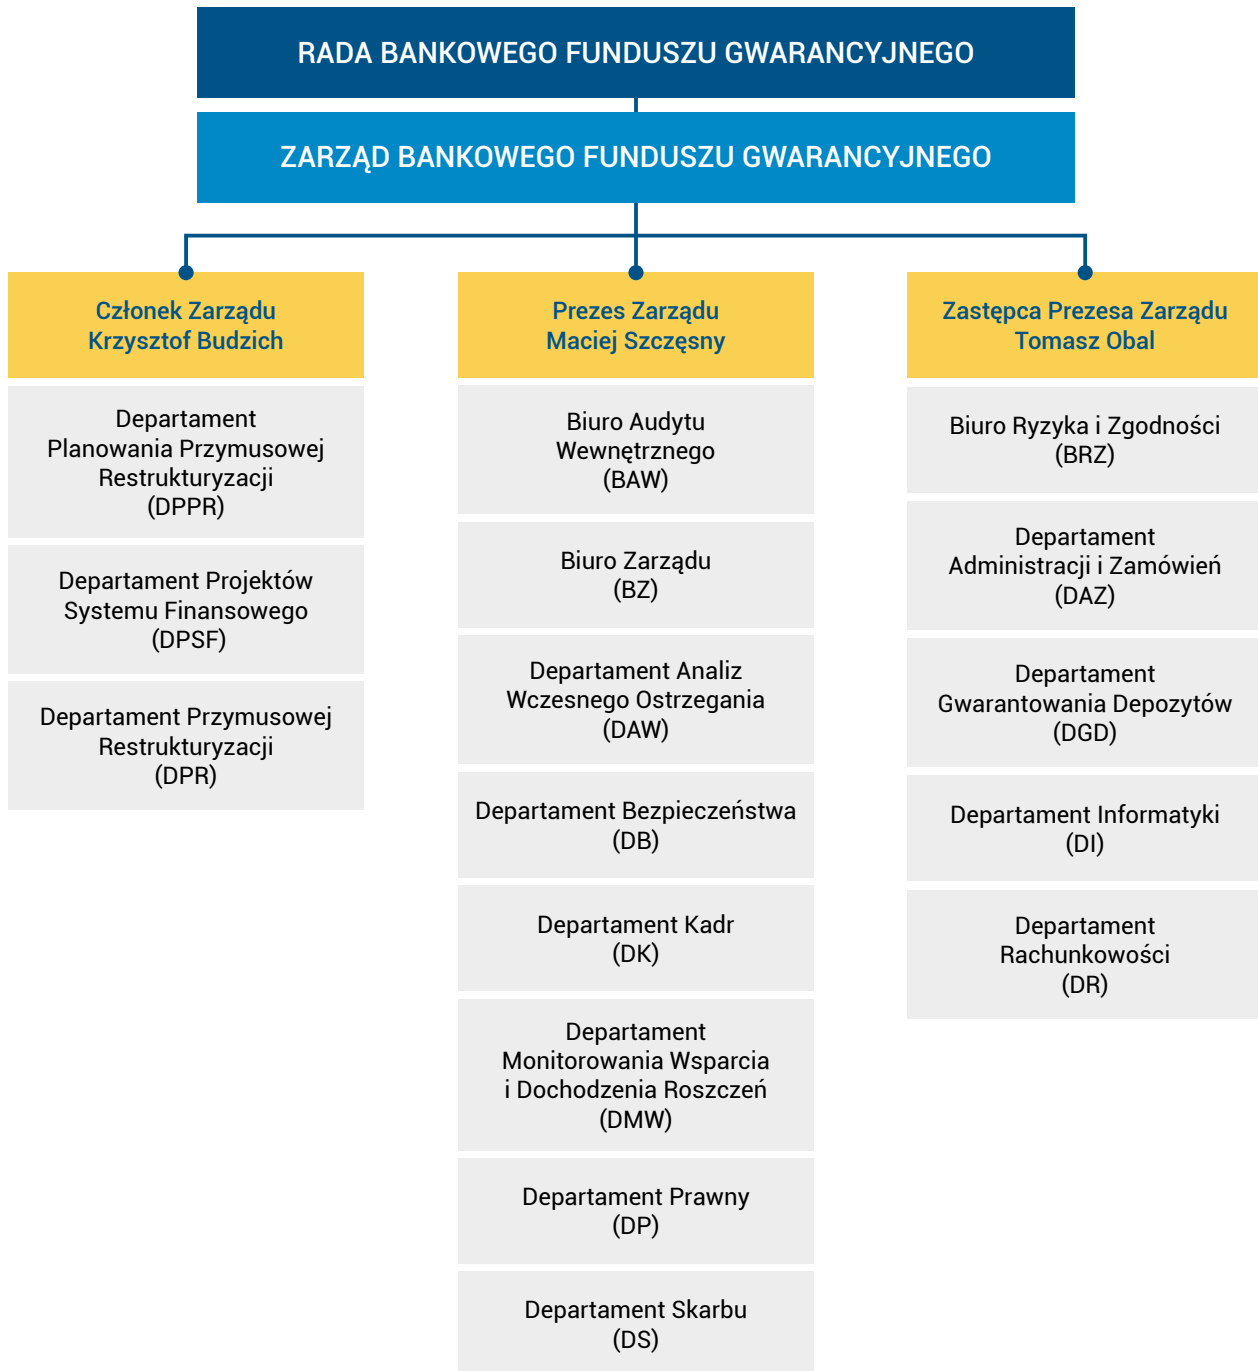 RADA BANKOWEGO FUNDUSZU GWARANCYJNEGO
ZARZĄD BANKOWEGO FUNDUSZU GWARANCYJNEGO
Członek Zarządu
Krzysztof Budzich
Departament
Planowania Przymusowej
Restrukturyzacji
(DPPR)
Departament Projektów
Systemu Finansowego
(DPSF)
Departament Przymusowej
Restrukturyzacji
(DPR)
Prezes Zarządu
Maciej Szczęsny
Biuro Audytu
Wewnętrznego
(BAW)
Biuro Zarządu
(BZ)
Departament Analiz
Wczesnego Ostrzegania
(DAW)
Departament Bezpieczeństwa
(DB)
Departament Kadr
(DK)
Departament
Monitorowania Wsparcia
i Dochodzenia Roszczeń
(DMW)
Departament Prawny
(DP)
Departament Skarbu
(DS)
Zastępca Prezesa Zarządu
Tomasz Obal
Biuro Ryzyka i Zgodności
(BRZ)
Departament
Administracji i Zamówień
(DAZ)
Departament
Gwarantowania Depozytów
(DGD)
Departament Informatyki
(DI)
Departament
Rachunkowości
(DR)